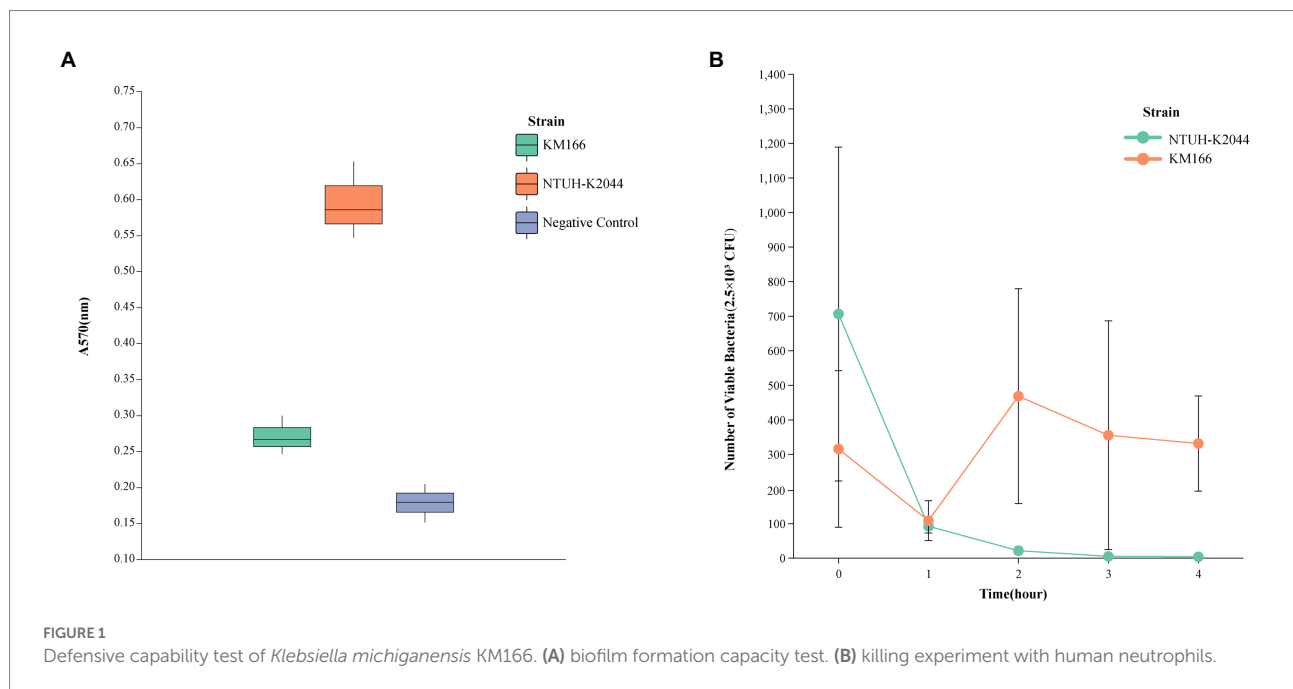 A
0.75
0.70
0.65
0.60
0.55
0.50
0.45
0.40
0.35
0.30
0.25
0.20
0.15
0.10
A570(nm)
Strain
KM166
NTUH-K2044
Negative Control
B
1,400
1,300
1,200
1,100
1,000
900
800
700
600
500
400
300
200
100
0
Number of Viable Bacteria(2.5×10³ CFU)
Strain
NTUH-K2044
KM166
0 1 2 3 4
Time(hour)
FIGURE 1
Defensive capability test of Klebsiella michiganensis KM166. (A) biofilm formation capacity test. (B) killing experiment with human neutrophils.